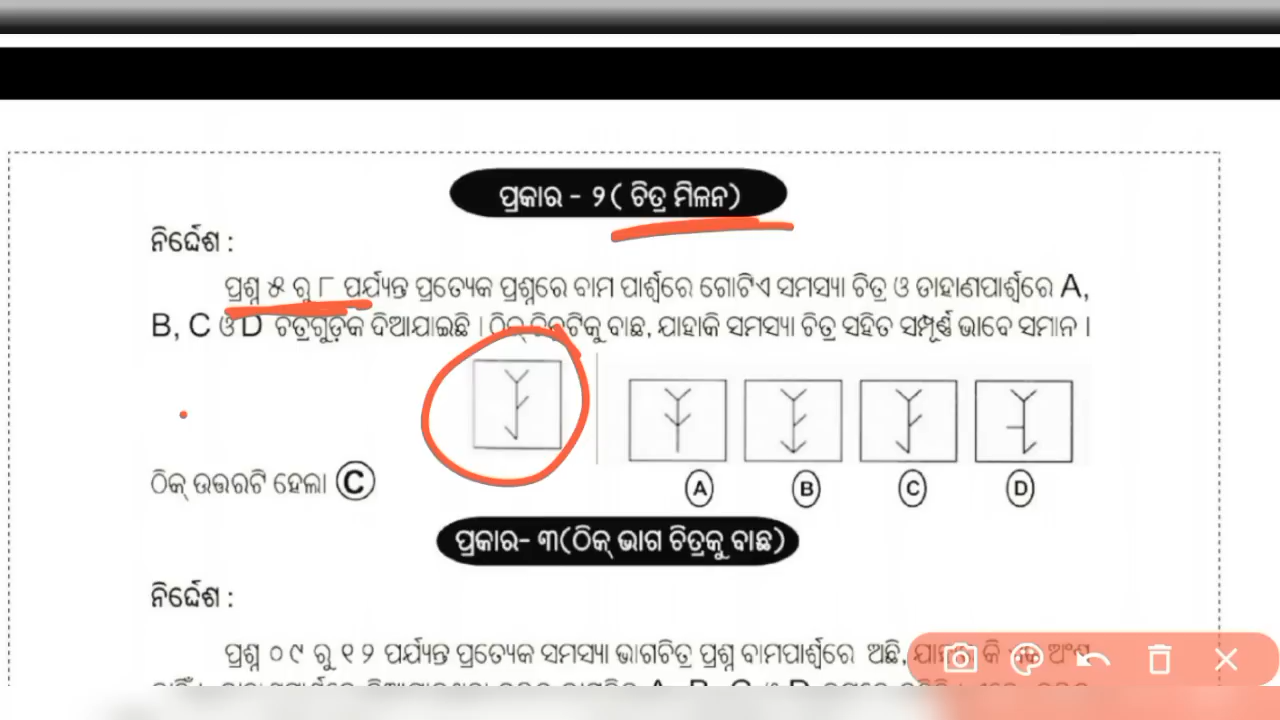 ପ୍ରକାର - ୨ ( ଚିତ୍ର ମିଳନ)
ନିର୍ଦ୍ଦେଶ :
ପ୍ରଶ୍ନ ୫ ରୁ ୮ ପର୍ଯ୍ୟନ୍ତ ପ୍ରତ୍ୟେକ ପ୍ରଶ୍ନରେ ବାମ ପାର୍ଶ୍ୱରେ ଗୋଟିଏ ସମସ୍ୟା ଚିତ୍ର ଓ ଡାହାଣପାର୍ଶ୍ୱରେ A,
B, C ଓ D ଚିତ୍ରଗୁଡ଼ିକ ଦିଆଯାଇଛି । ଠିକ୍ ଚିତ୍ରଟିକୁ ବାଛ, ଯାହାକି ସମସ୍ୟା ଚିତ୍ର ସହିତ ସମ୍ପୂର୍ଣ୍ଣ ଭାବେ ସମାନ ।
ଠିକ୍ ଉତ୍ତରଟି ହେଲା C
A B C D
ପ୍ରକାର- ୩(ଠିକ୍ ଭାଗ ଚିତ୍ରକୁ ବାଛ)
ନିର୍ଦ୍ଦେଶ :
ପ୍ରଶ୍ନ ୦୯ ରୁ ୧୨ ପର୍ଯ୍ୟନ୍ତ ପ୍ରତ୍ୟେକ ସମସ୍ୟା ଭାଗଚିତ୍ର ପ୍ରଶ୍ନ ବାମପାର୍ଶ୍ୱରେ ଅଛି, କି